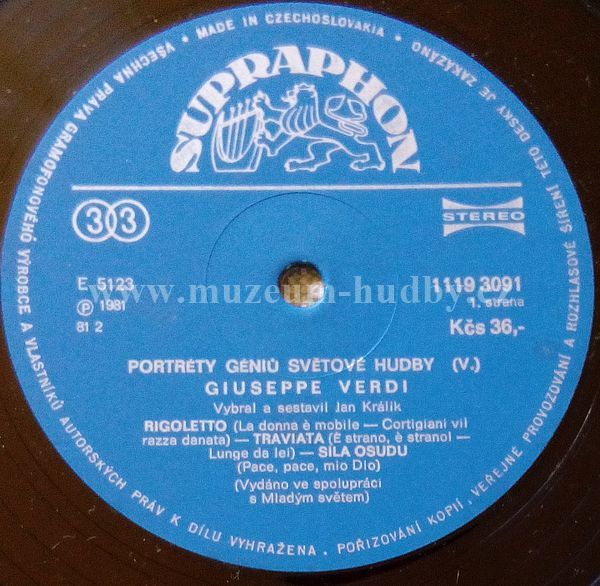 VŠECHNA PRÁVA GRAMOFONOVÉHO VÝROBCE A VLASTNÍKŮ AUTORSKÝCH PRÁV K DÍLU VYHRAŽENA. POŘIZOVÁNÍ KOPIÍ, VEŘEJNÉ PROVOZOVÁNÍ A ROZHLASOVÉ ŠÍŘENÍ TÉTO DESKY JE ZAKÁZÁNO • MADE IN CZECHOSLOVAKIA •
SUPRAPHON
33
STEREO
E 5123
1119 3091
www.muzeum-hudby.cz
Ⓟ 1981
1. strana
81 2
Kčs 36,-
PORTRÉTY GÉNIŮ SVĚTOVÉ HUDBY (V.)
GIUSEPPE VERDI
Vybral a sestavil Jan Králík
RIGOLETTO (La donna è mobile — Cortigiani vil
razza danata) — TRAVIATA (È strano, è strano! —
Lunge da lei) — SÍLA OSUDU
(Pace, pace, mio Dio)
(Vydáno ve spolupráci
s Mladým světem)